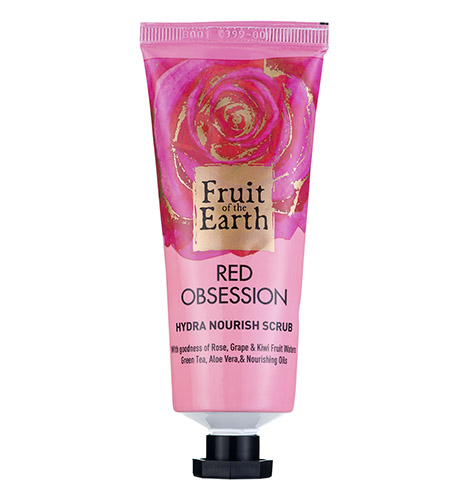 Fruit
of the
Earth
RED
OBSESSION
HYDRA NOURISH SCRUB
With goodness of Rose, Grape & Kiwi Fruit Waters
Green Tea, Aloe Vera,& Nourishing Oils